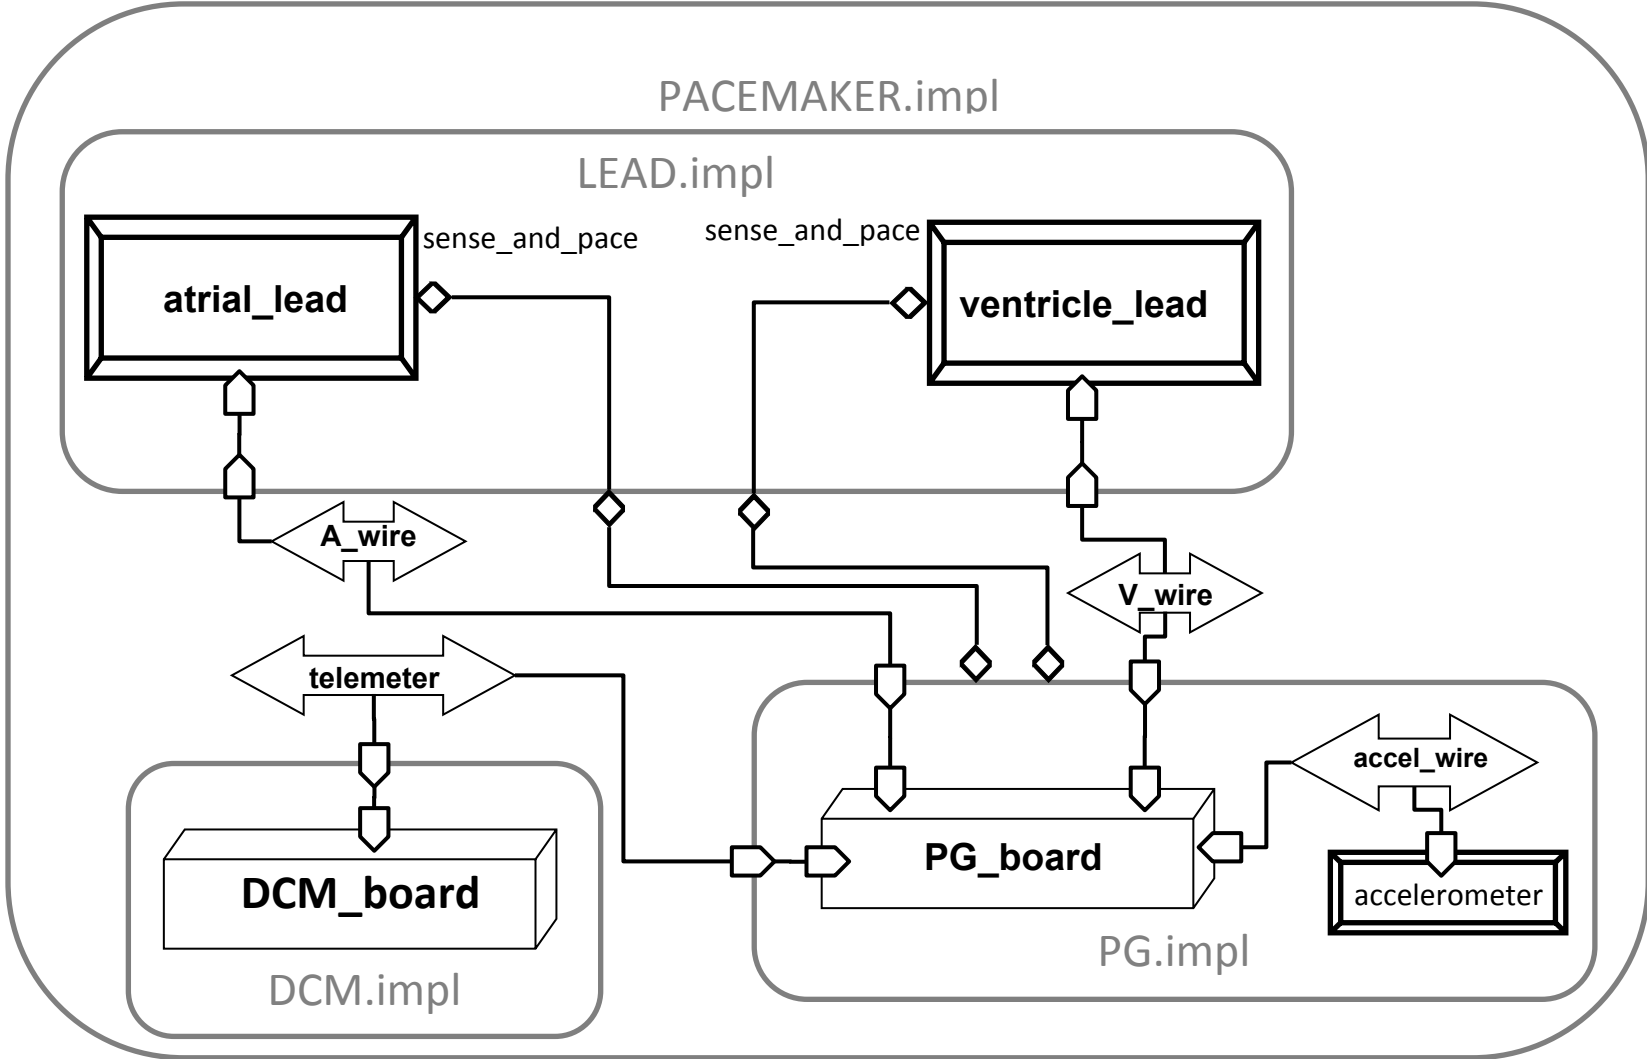 PACEMAKER.impl
LEAD.impl
sense_and_pace
sense_and_pace
atrial_lead
ventricle_lead
A_wire
V_wire
telemeter
accel_wire
PG_board
DCM_board
accelerometer
PG.impl
DCM.impl